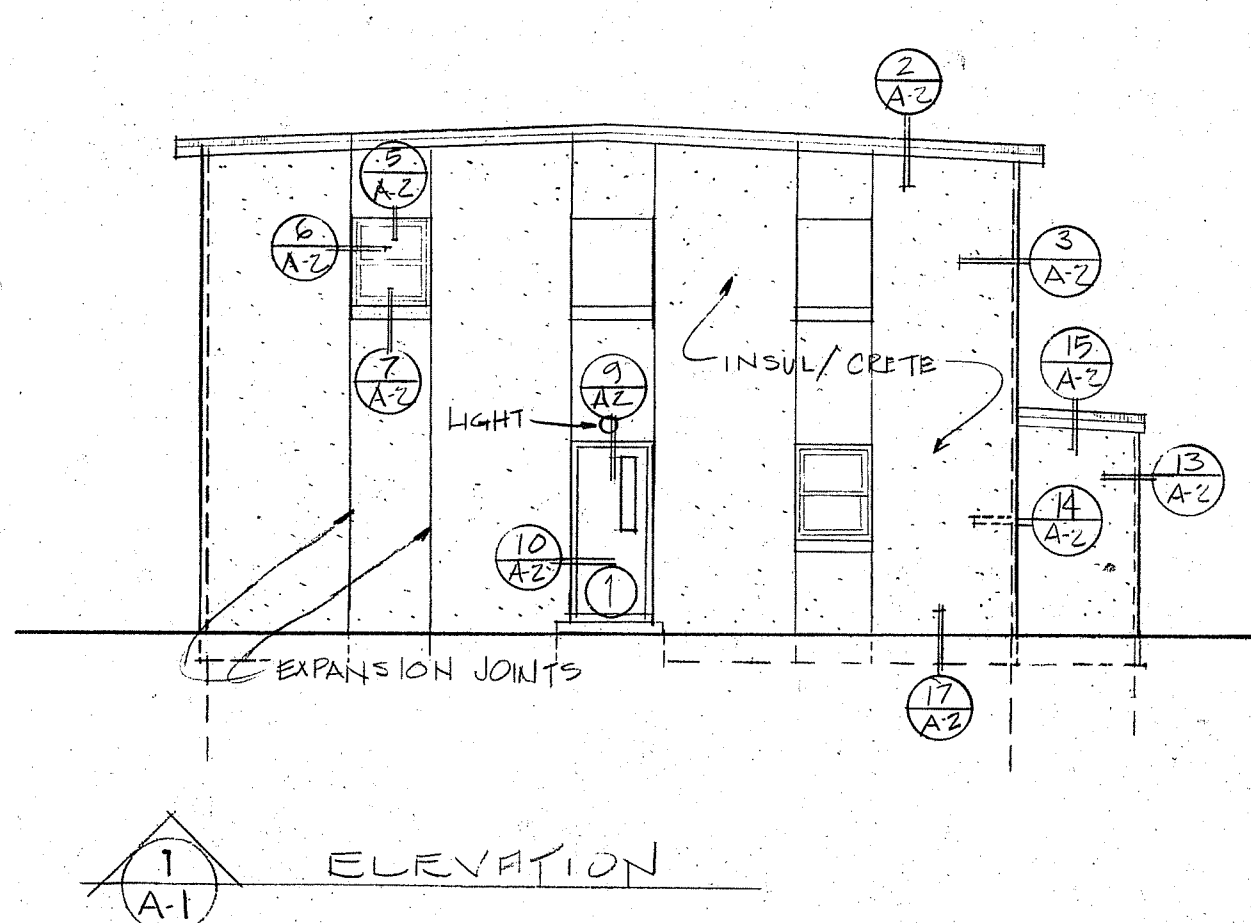 2
A-2
5
A-2
6
A-2
3
A-2
7
A-2
9
A2
15
A-2
INSUL/CRETE
LIGHT
13
A-2
14
A-2
10
A-2
1
EXPANSION JOINTS
17
A-2
1
A-1
ELEVATION